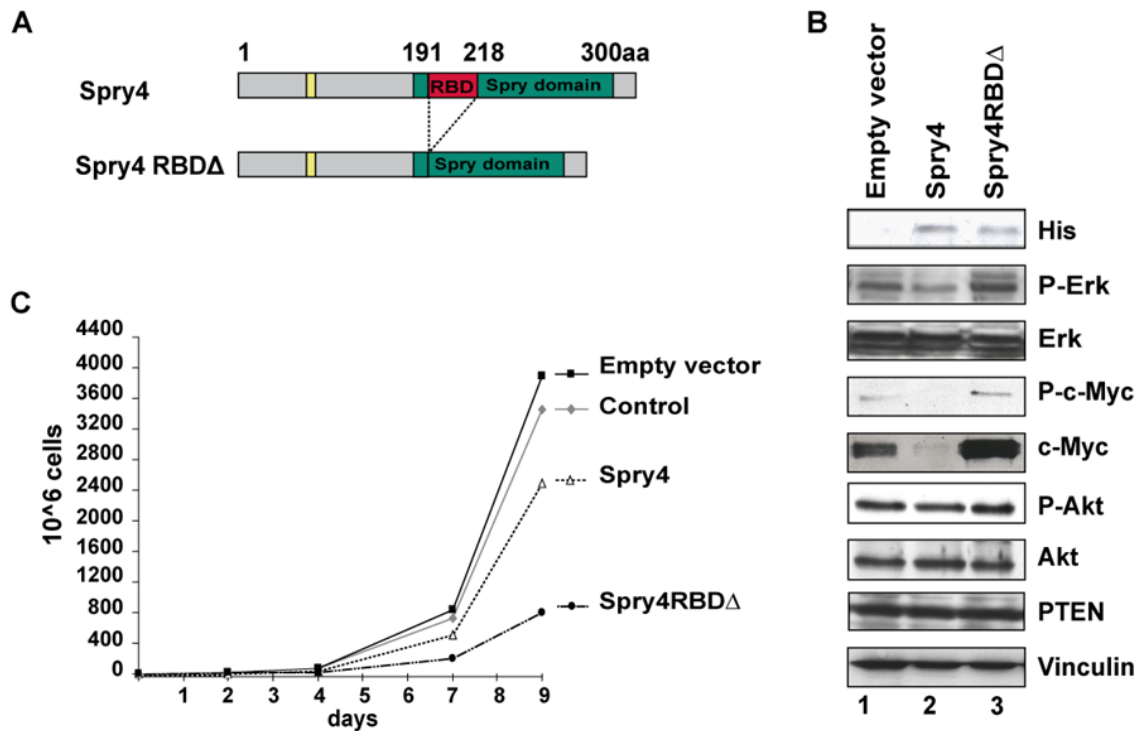 A
1 191 218 300aa
Spry4
RBD Spry domain
Spry4 RBDΔ
Spry domain
B
Empty vector
Spry4
Spry4RBDΔ
His
P-Erk
Erk
P-c-Myc
c-Myc
P-Akt
Akt
PTEN
Vinculin
1 2 3
C
4400
4000
3600
3200
2800
2400
2000
1600
1200
800
400
0
10^6 cells
1 2 3 4 5 6 7 8 9
days
Empty vector
Control
Spry4
Spry4RBDΔ